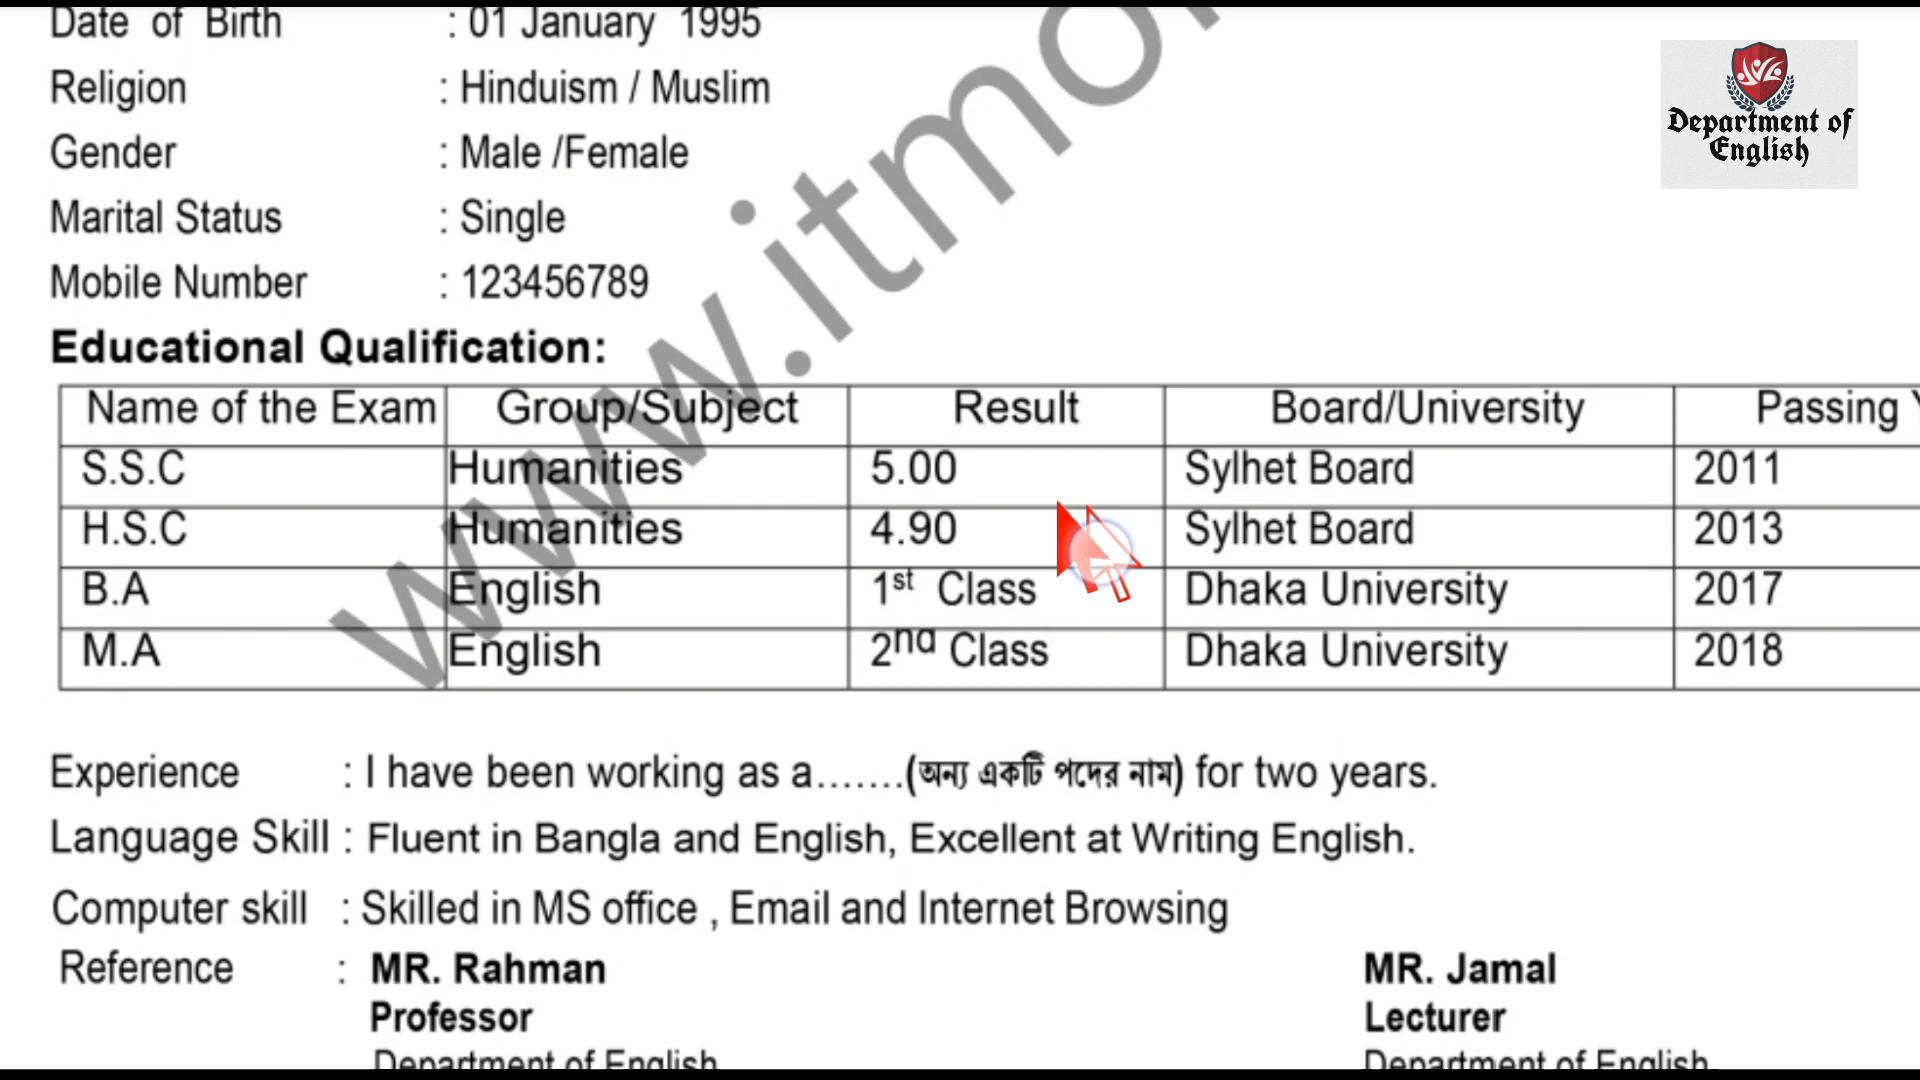 Date of Birth : 01 January 1995
Religion : Hinduism / Muslim
Gender : Male /Female
Marital Status : Single
Mobile Number : 123456789
Educational Qualification:
Name of the Exam Group/Subject Result Board/University Passing
S.S.C Humanities 5.00 Sylhet Board 2011
H.S.C Humanities 4.90 Sylhet Board 2013
B.A English 1st Class Dhaka University 2017
M.A English 2nd Class Dhaka University 2018
Experience : I have been working as a.......(অন্য একটি পদের নাম) for two years.
Language Skill : Fluent in Bangla and English, Excellent at Writing English.
Computer skill : Skilled in MS office , Email and Internet Browsing
Reference : MR. Rahman MR. Jamal
Professor Lecturer
Department of English Department of English
www.itmo
Department of
English